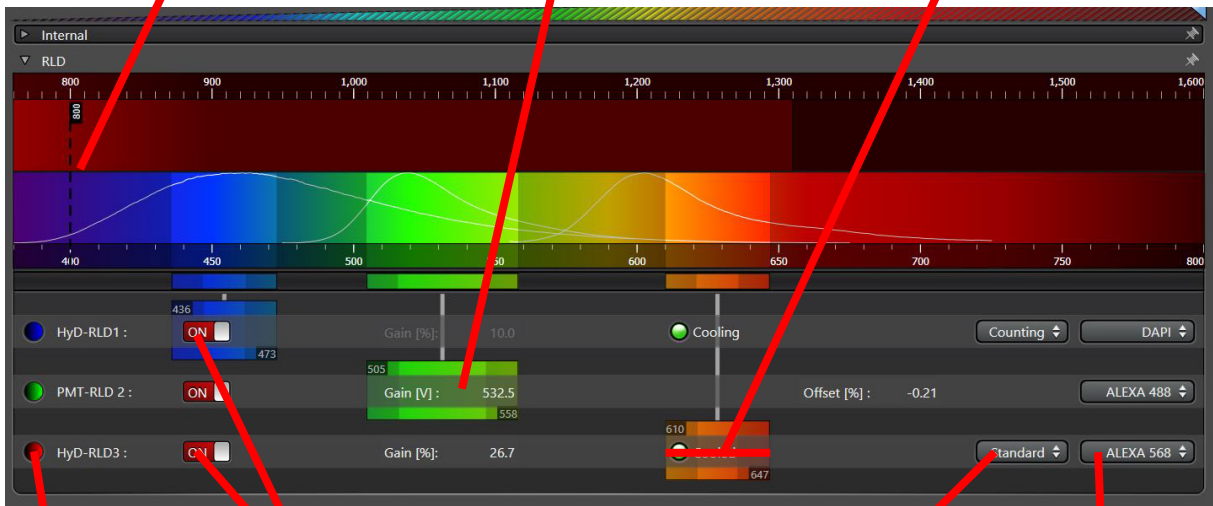 Internal
RLD
800 900 1,000 1,100 1,200 1,300 1,400 1,500 1,600
800
450 500 600 650 700 750 800
436
HyD-RLD1 : ON Gain [%]: 10.0 Cooling Counting DAPI
473
505
PMT-RLD 2 : ON Gain [V] : 532.5 Offset [%] : -0.21 ALEXA 488
558
610
HyD-RLD3: ON Gain [%]: 26.7 Standard ALEXA 568
647